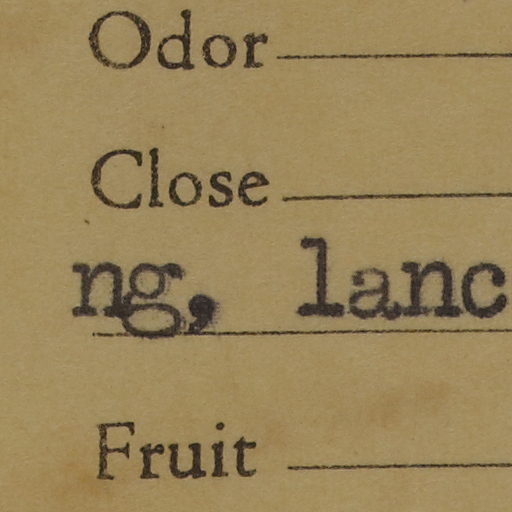 Odor
Close
ng, lanc
Fruit